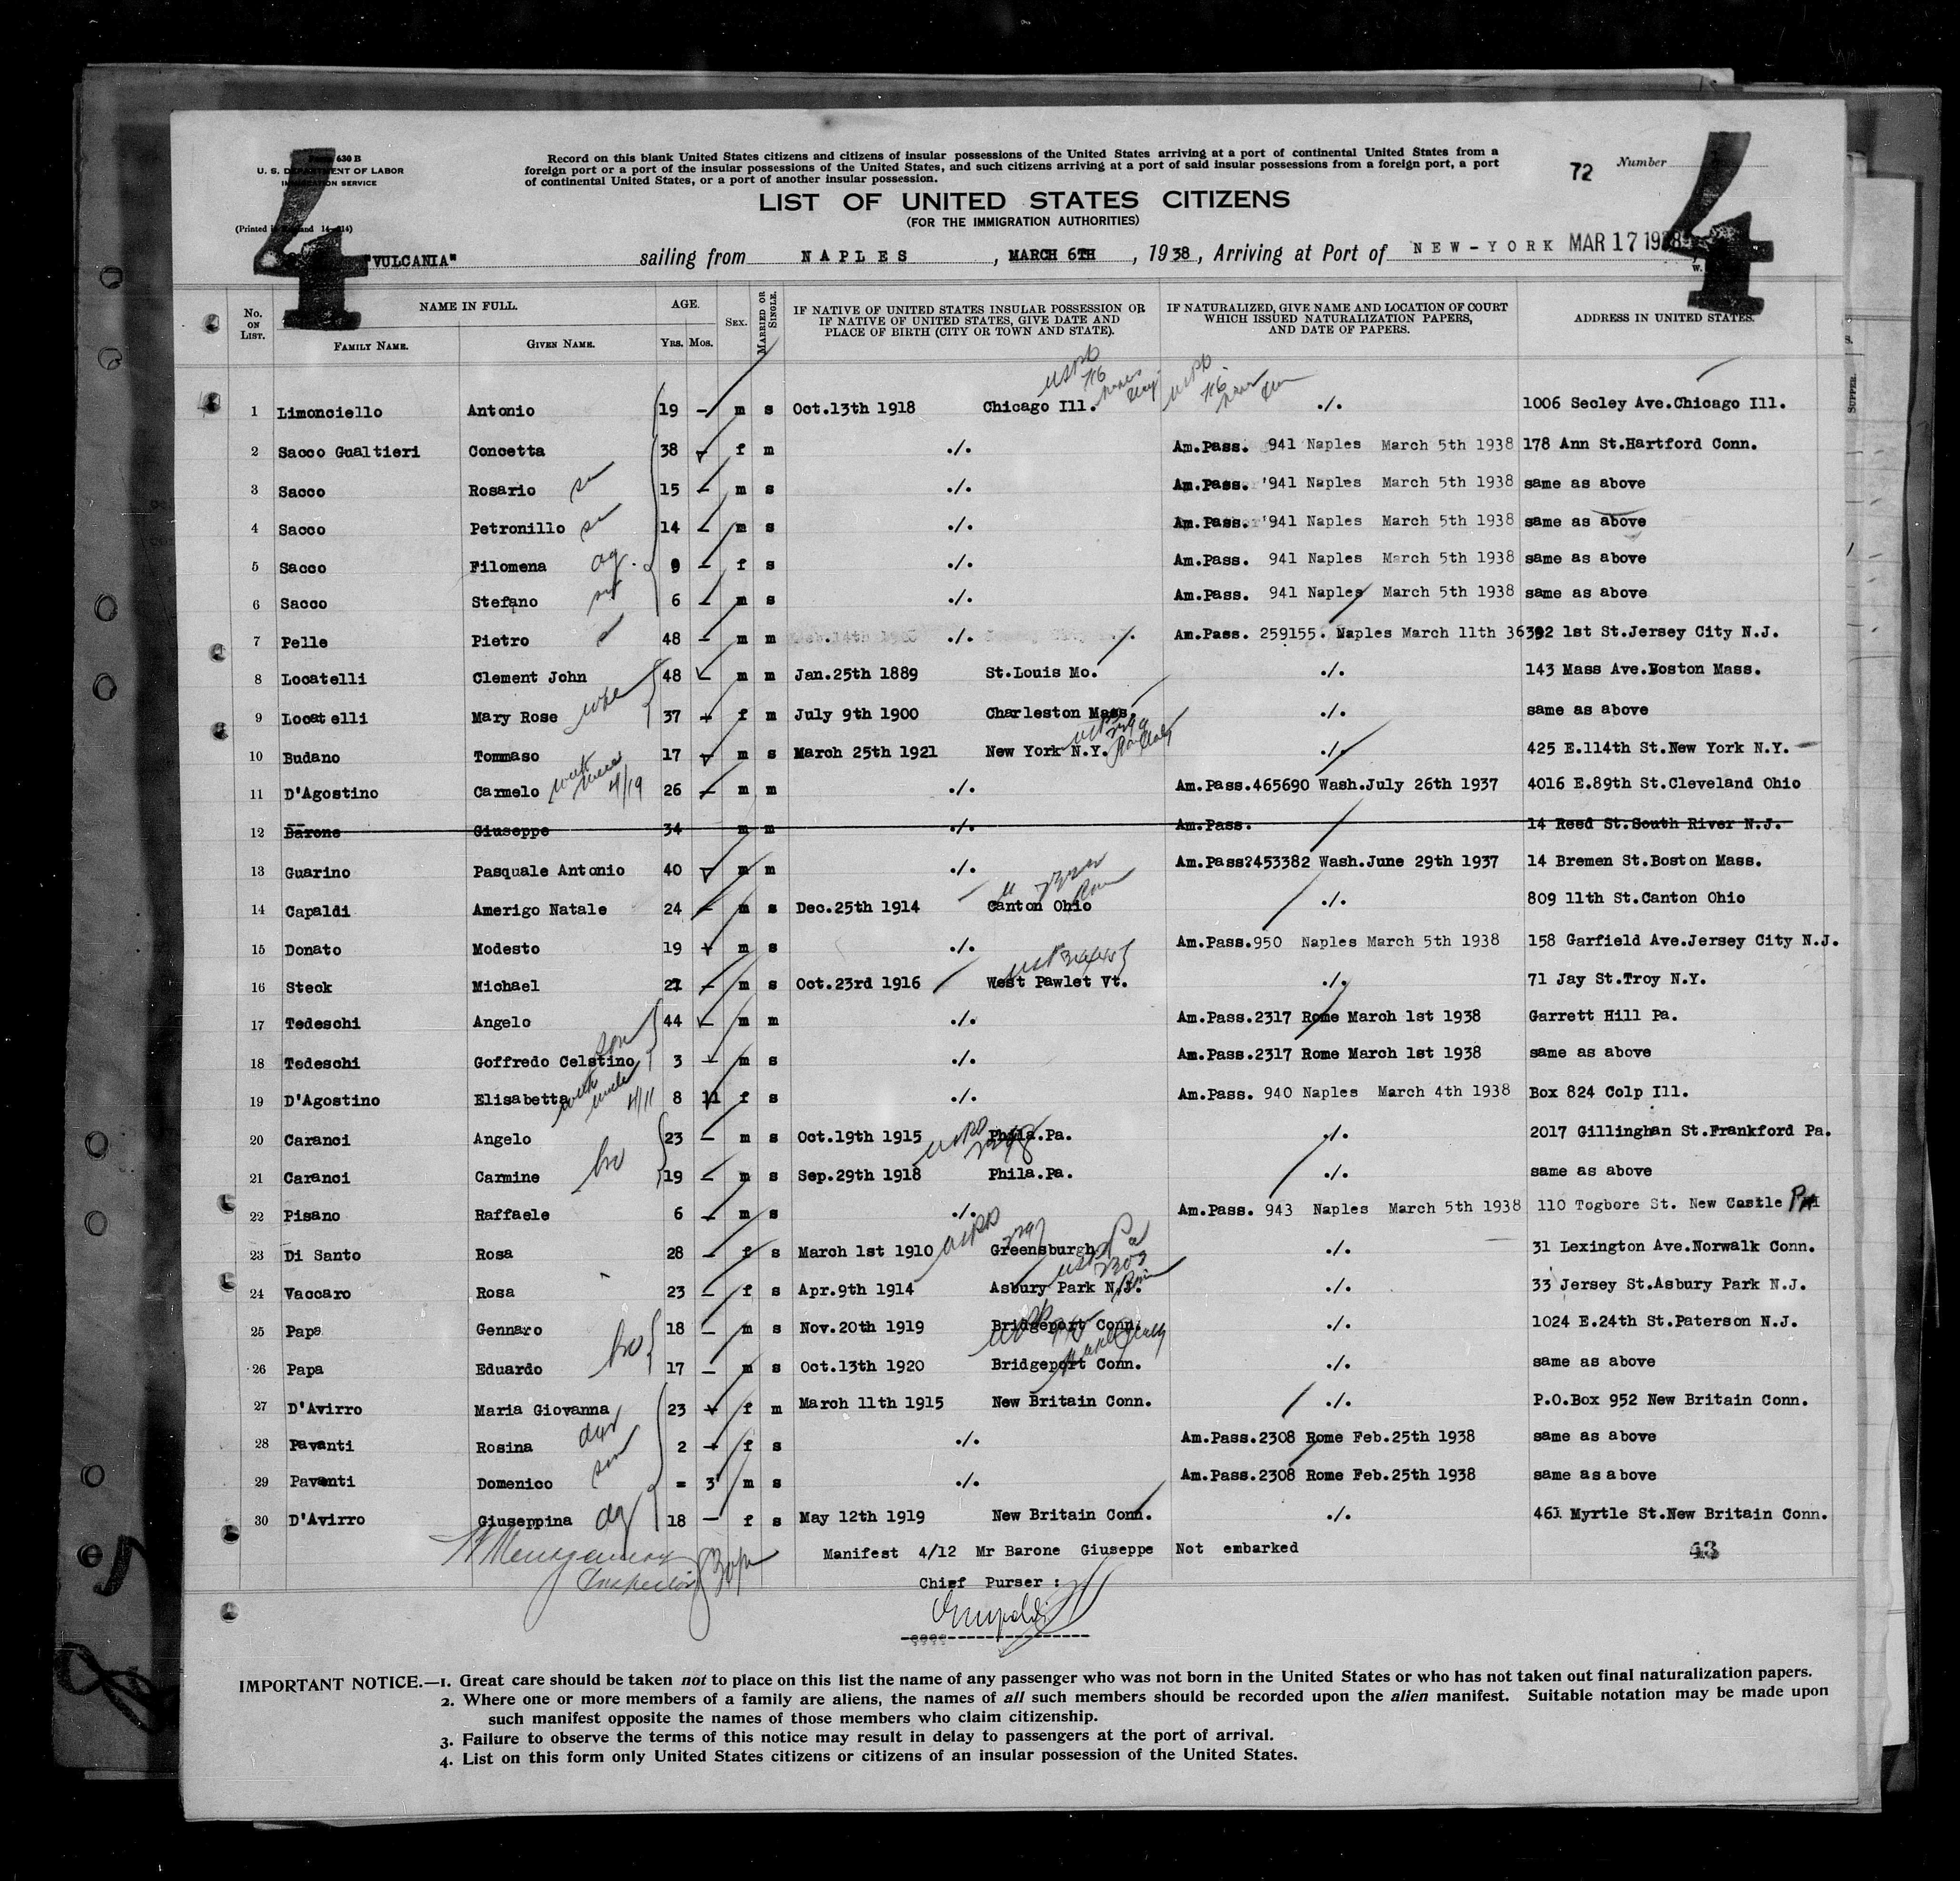 Form 630 B
U. S. DEPARTMENT OF LABOR
IMMIGRATION SERVICE
(Printed in England 14-214)
Record on this blank United States citizens and citizens of insular possessions of the United States arriving at a port of continental United States from a
foreign port or a port of the insular possessions of the United States, and such citizens arriving at a port of said insular possessions from a foreign port, a port
of continental United States, or a port of another insular possession.
72 Number
4 4
LIST OF UNITED STATES CITIZENS
(FOR THE IMMIGRATION AUTHORITIES)
"VULCANIA" sailing from NAPLES, MARCH 6TH, 1938, Arriving at Port of NEW-YORK MAR 17 1938
No. ON LIST. NAME IN FULL. AGE. SEX. MARRIED OR SINGLE. IF NATIVE OF UNITED STATES INSULAR POSSESSION OR IF NATIVE OF UNITED STATES, GIVE DATE AND PLACE OF BIRTH (CITY OR TOWN AND STATE). IF NATURALIZED, GIVE NAME AND LOCATION OF COURT WHICH ISSUED NATURALIZATION PAPERS, AND DATE OF PAPERS. ADDRESS IN UNITED STATES.
FAMILY NAME. GIVEN NAME. YRS. MOS.
1 Limonciello Antonio 19 - m s Oct.13th 1918 Chicago Ill. ./. 1006 Seoley Ave.Chicago Ill.
2 Sacco Gualtieri Concetta 38 - f m ./. Am.Pass. 941 Naples March 5th 1938 178 Ann St.Hartford Conn.
3 Sacco Rosario 15 - m s ./. Am.Pass. 941 Naples March 5th 1938 same as above
4 Sacco Petronillo 14 - m s ./. Am.Pass. 941 Naples March 5th 1938 same as above
5 Sacco Filomena 9 - f s ./. Am.Pass. 941 Naples March 5th 1938 same as above
6 Sacco Stefano 6 - m s ./. Am.Pass. 941 Naples March 5th 1938 same as above
7 Pelle Pietro 48 - m m ./. Am.Pass. 259155. Naples March 11th 36 392 1st St.Jersey City N.J.
8 Locatelli Clement John 48 - m m Jan.25th 1889 St.Louis Mo. ./. 143 Mass Ave.Boston Mass.
9 Locatelli Mary Rose wife 37 - f m July 9th 1900 Charleston Mass. ./. same as above
10 Budano Tommaso 17 - m s March 25th 1921 New York N.Y. ./. 425 E.114th St.New York N.Y.
11 D'Agostino Carmelo with niece 4/19 26 - m m ./. Am.Pass.465690 Wash.July 26th 1937 4016 E.89th St.Cleveland Ohio
12 Barone Giuseppe 34 m m ./. Am.Pass. 14 Reed St.South River N.J.
13 Guarino Pasquale Antonio 40 - m m ./. Am.Pass?453382 Wash.June 29th 1937 14 Bremen St.Boston Mass.
14 Capaldi Amerigo Natale 24 - m s Dec.25th 1914 Canton Ohio ./. 809 11th St.Canton Ohio
15 Donato Modesto 19 - m s ./. Am.Pass.950 Naples March 5th 1938 158 Garfield Ave.Jersey City N.J.
16 Steck Michael 21 - m s Oct.23rd 1916 West Pawlet Vt. ./. 71 Jay St.Troy N.Y.
17 Tedeschi Angelo 44 - m m ./. Am.Pass.2317 Rome March 1st 1938 Garrett Hill Pa.
18 Tedeschi Goffredo Celstino son 3 - m s ./. Am.Pass.2317 Rome March 1st 1938 same as above
19 D'Agostino Elisabetta with uncle 4/11 8 11 f s ./. Am.Pass. 940 Naples March 4th 1938 Box 824 Colp Ill.
20 Caranci Angelo 23 - m s Oct.19th 1915 Phila.Pa. ./. 2017 Gillinghan St.Frankford Pa.
21 Caranci Carmine bro 19 - m s Sep.29th 1918 Phila.Pa. ./. same as above
22 Pisano Raffaele 6 - m s ./. Am.Pass. 943 Naples March 5th 1938 110 Togbore St. New Castle PA
23 Di Santo Rosa 28 - f s March 1st 1910 Greensburgh Pa ./. 31 Lexington Ave.Norwalk Conn.
24 Vaccaro Rosa 23 - f s Apr.9th 1914 Asbury Park N.J. ./. 33 Jersey St.Asbury Park N.J.
25 Papa Gennaro 18 - m s Nov.20th 1919 Bridgeport Conn. ./. 1024 E.24th St.Paterson N.J.
26 Papa Eduardo bro 17 - m s Oct.13th 1920 Bridgeport Conn. ./. same as above
27 D'Avirro Maria Giovanna 23 - f m March 11th 1915 New Britain Conn. ./. P.O.Box 952 New Britain Conn.
28 Pavanti Rosina 2 - f s ./. Am.Pass.2308 Rome Feb.25th 1938 same as above
29 Pavanti Domenico son = 3 m s ./. Am.Pass.2308 Rome Feb.25th 1938 same as above
30 D'Avirro Giuseppina 18 - f s May 12th 1919 New Britain Conn. ./. 461 Myrtle St.New Britain Conn.
Manifest 4/12 Mr Barone Giuseppe Not embarked 43
Inspector
Chief Purser :
IMPORTANT NOTICE.—1. Great care should be taken not to place on this list the name of any passenger who was not born in the United States or who has not taken out final naturalization papers.
2. Where one or more members of a family are aliens, the names of all such members should be recorded upon the alien manifest. Suitable notation may be made upon
such manifest opposite the names of those members who claim citizenship.
3. Failure to observe the terms of this notice may result in delay to passengers at the port of arrival.
4. List on this form only United States citizens or citizens of an insular possession of the United States.